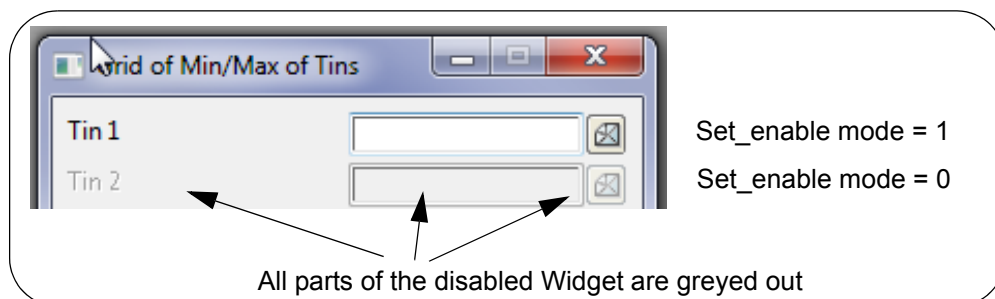 rid of Min/Max of Tins
Tin 1
Set_enable mode = 1
Tin 2
Set_enable mode = 0
All parts of the disabled Widget are greyed out